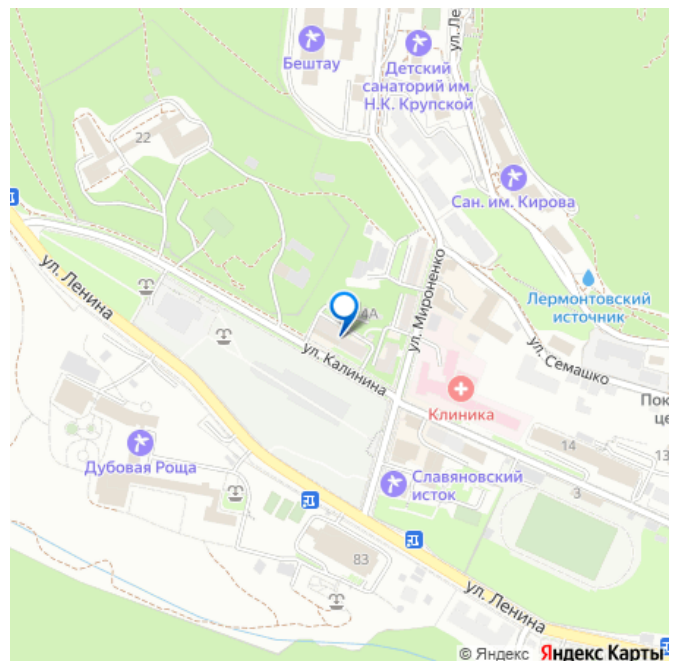 Бештау
Детский
санаторий им.
Н.К. Крупской
ул. Ле
22
Сан. им. Кирова
ул. Ленина
ул. Мироненко
Лермонтовский
источник
4А
ул. Калинина
ул. Семашко
Клиника
Пок
це
14
13
Дубовая Роща
Славяновский
исток
3
83
ул. Ленина
© Яндекс Яндекс Карты